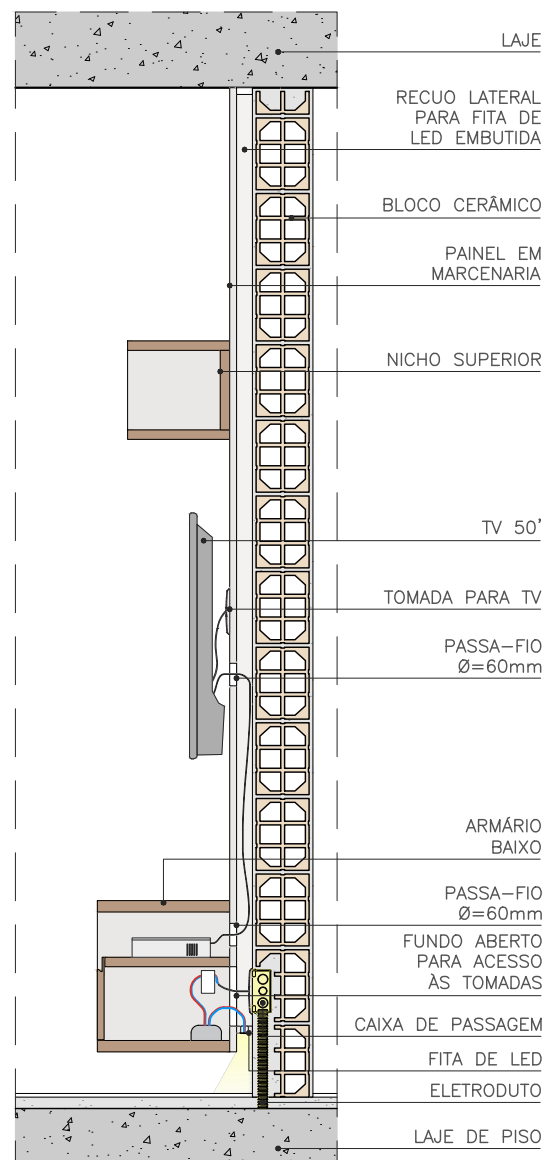 LAJE
RECUO LATERAL
PARA FITA DE
LED EMBUTIDA
BLOCO CERÂMICO
PAINEL EM
MARCENARIA
NICHO SUPERIOR
TV 50'
TOMADA PARA TV
PASSA-FIO
Ø=60mm
ARMÁRIO
BAIXO
PASSA-FIO
Ø=60mm
FUNDO ABERTO
PARA ACESSO
ÀS TOMADAS
CAIXA DE PASSAGEM
FITA DE LED
ELETRODUTO
LAJE DE PISO